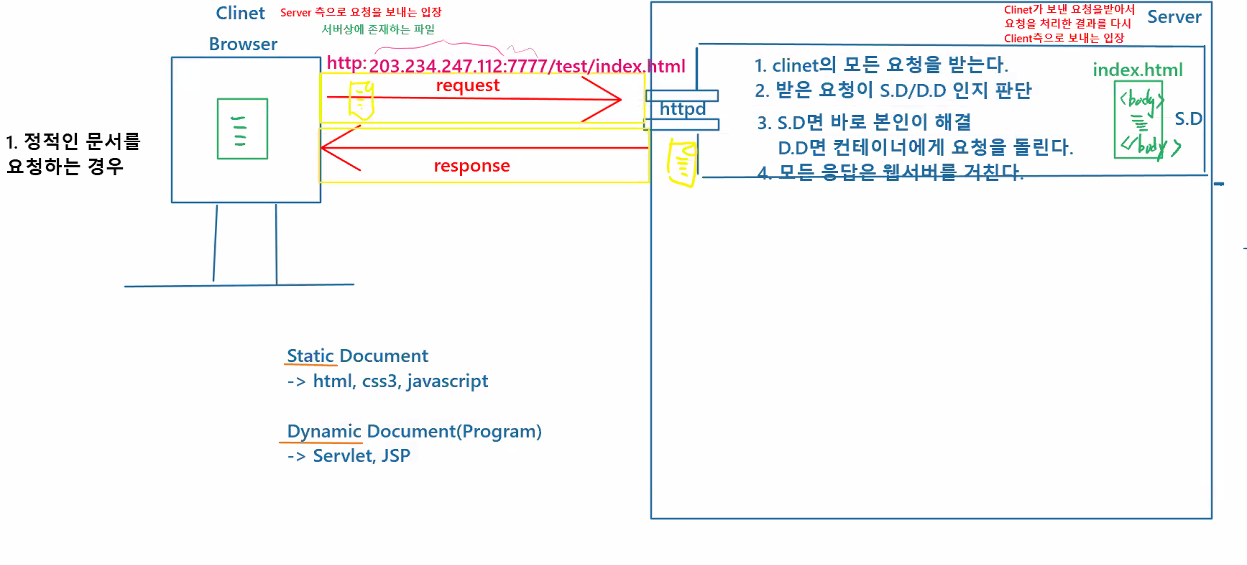 Clinet
Browser
Server 측으로 요청을 보내는 입장
서버상에 존재하는 파일
http:203.234.247.112:7777/test/index.html
request
response
httpd
1. 정적인 문서를
요청하는 경우
Clinet가 보낸 요청을받아서
요청을 처리한 결과를 다시
Client측으로 보내는 입장
Server
1. clinet의 모든 요청을 받는다.
2. 받은 요청이 S.D/D.D 인지 판단
3. S.D면 바로 본인이 해결
D.D면 컨테이너에게 요청을 돌린다.
4. 모든 응답은 웹서버를 거친다.
index.html
<body>
</body>
S.D
Static Document
-> html, css3, javascript
Dynamic Document(Program)
-> Servlet, JSP